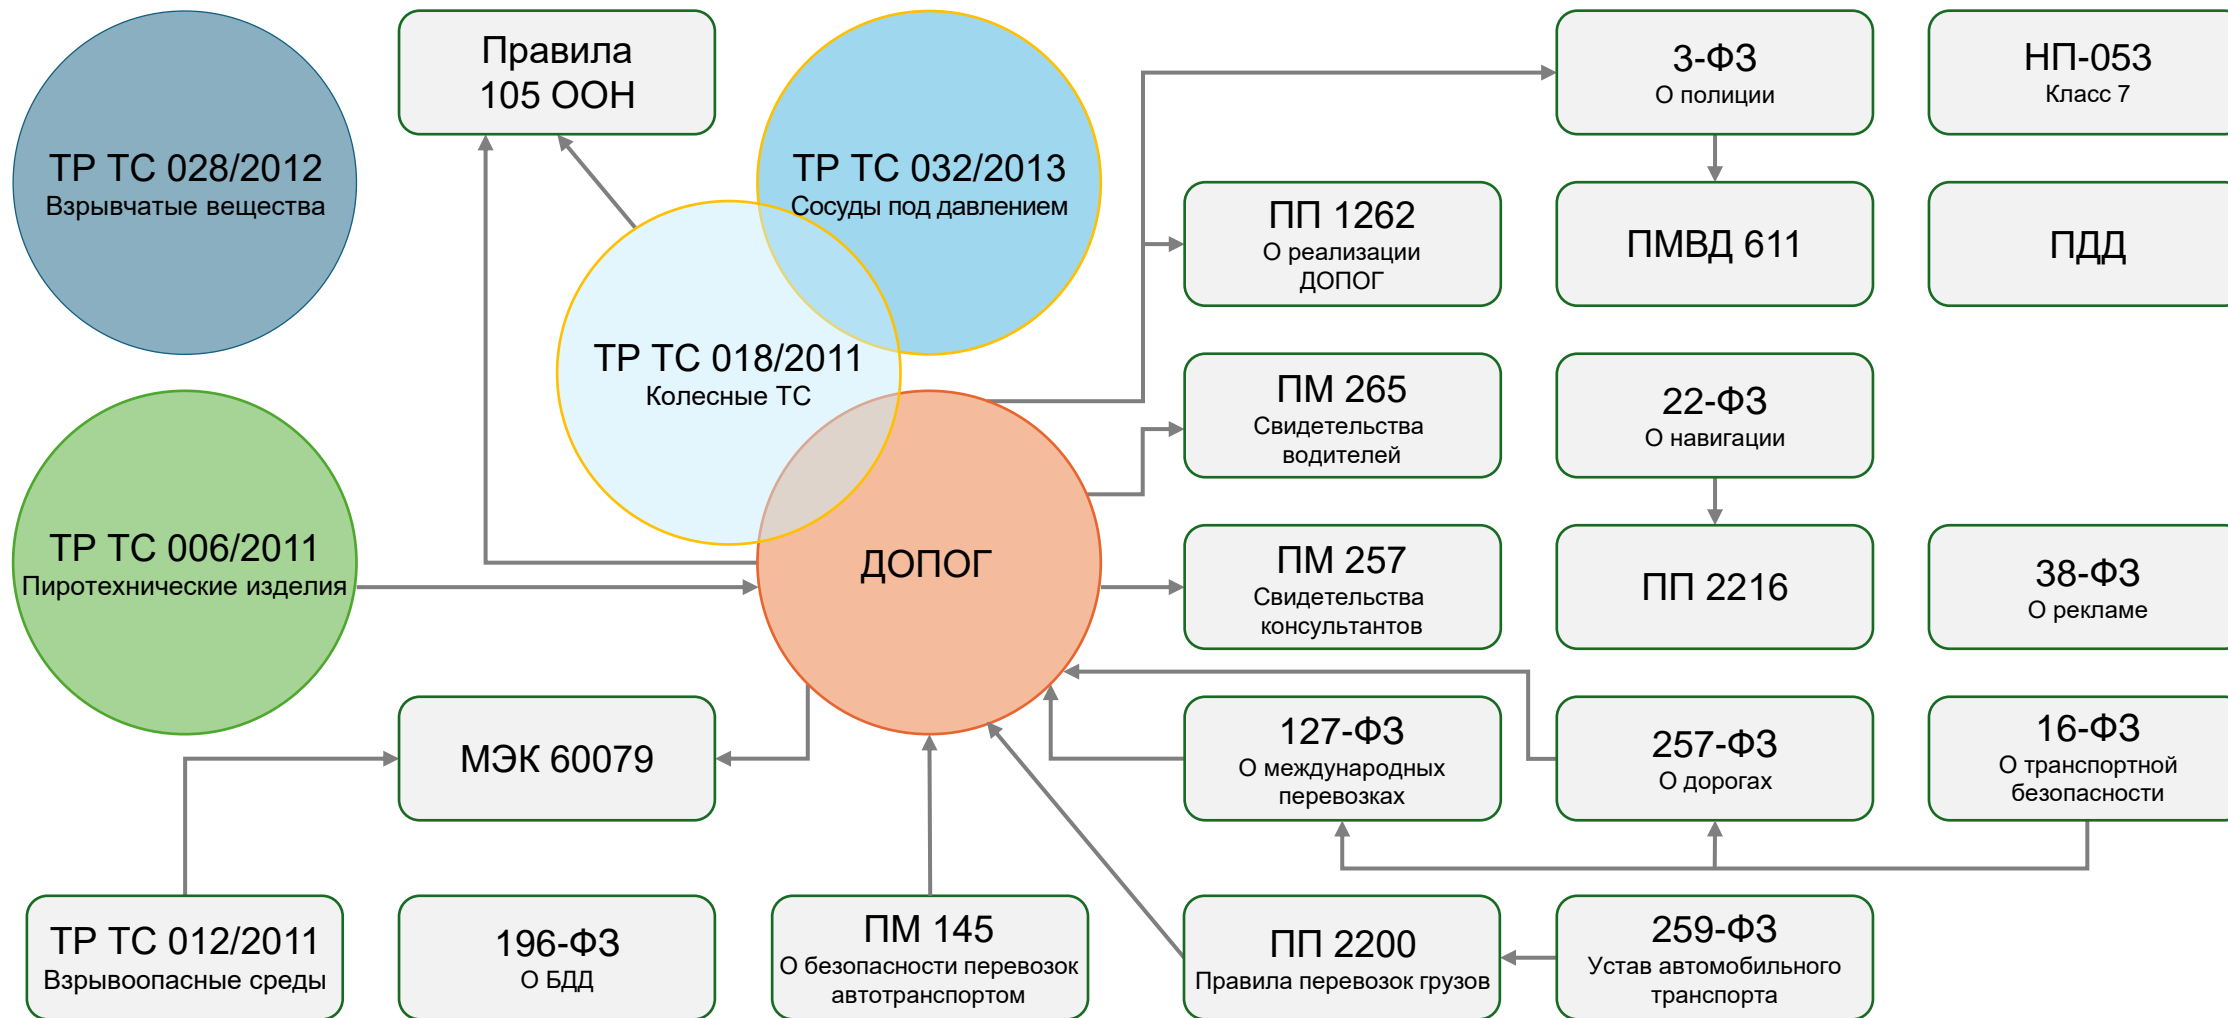 Правила
105 ООН
3-ФЗ
О полиции
НП-053
Класс 7
ТР ТС 028/2012
Взрывчатые вещества
ТР ТС 032/2013
Сосуды под давлением
ПП 1262
О реализации
ДОПОГ
ПМВД 611
ПДД
ТР ТС 018/2011
Колесные ТС
ПМ 265
Свидетельства
водителей
22-ФЗ
О навигации
ТР ТС 006/2011
Пиротехнические изделия
ДОПОГ
ПМ 257
Свидетельства
консультантов
ПП 2216
38-ФЗ
О рекламе
МЭК 60079
127-ФЗ
О международных
перевозках
257-ФЗ
О дорогах
16-ФЗ
О транспортной
безопасности
ТР ТС 012/2011
Взрывоопасные среды
196-ФЗ
О БДД
ПМ 145
О безопасности перевозок
автотранспортом
ПП 2200
Правила перевозок грузов
259-ФЗ
Устав автомобильного
транспорта